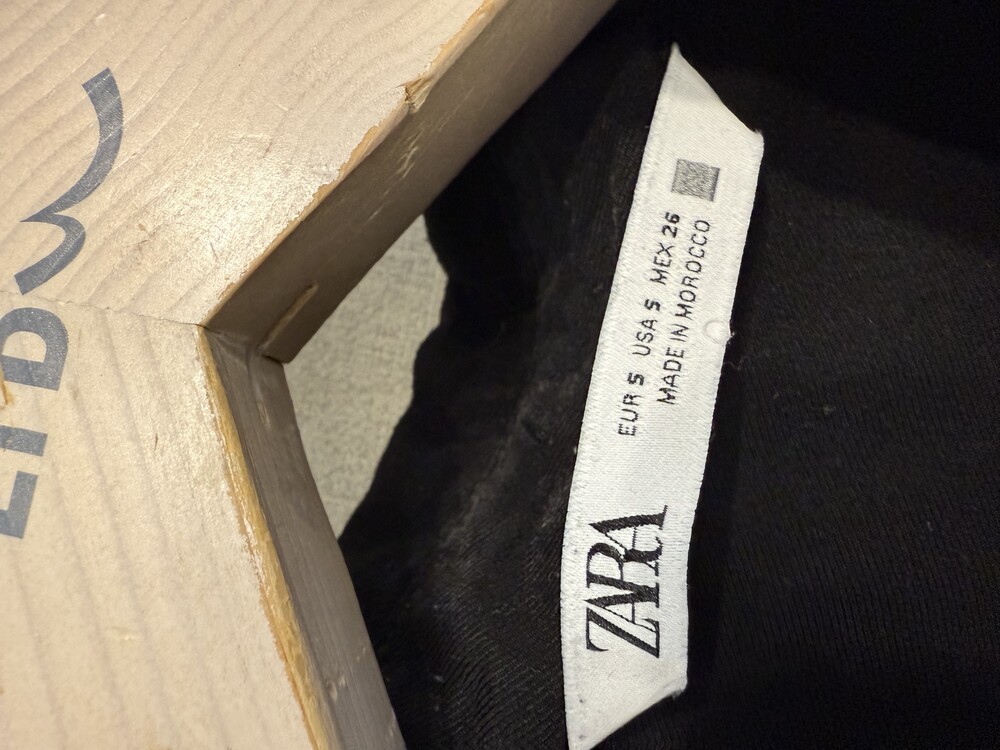 ZARA
EUR S USA S MEX 26
MADE IN MOROCCO